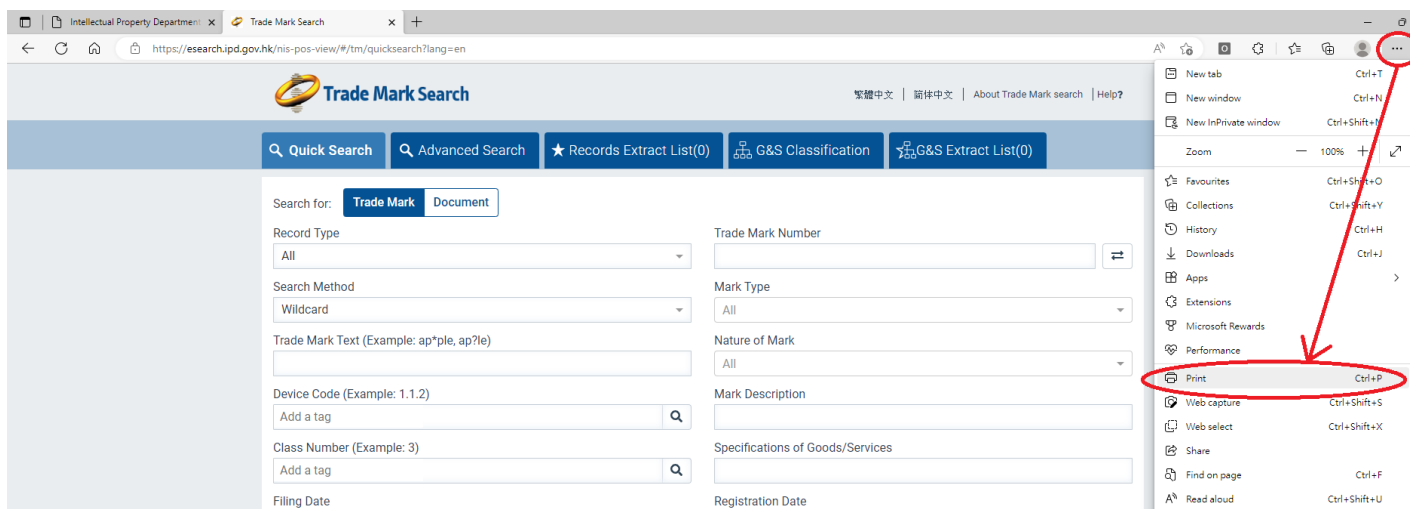 Intellectual Property Department
Trade Mark Search
https://esearch.ipd.gov.hk/nis-pos-view/#/tm/quicksearch?lang=en
Trade Mark Search
繁體中文 | 简体中文 | About Trade Mark search | Help?
Quick Search
Advanced Search
Records Extract List(0)
G&S Classification
G&S Extract List(0)
Search for: Trade Mark Document
Record Type
All
Trade Mark Number
Search Method
Wildcard
Mark Type
All
Trade Mark Text (Example: ap*ple, ap?le)
Nature of Mark
All
Device Code (Example: 1.1.2)
Add a tag
Mark Description
Class Number (Example: 3)
Add a tag
Specifications of Goods/Services
Filing Date
Registration Date
New tab Ctrl+T
New window Ctrl+N
New InPrivate window Ctrl+Shift+N
Zoom 100%
Favourites Ctrl+Shift+O
Collections Ctrl+Shift+Y
History Ctrl+H
Downloads Ctrl+J
Apps
Extensions
Microsoft Rewards
Performance
Print Ctrl+P
Web capture Ctrl+Shift+S
Web select Ctrl+Shift+X
Share
Find on page Ctrl+F
Read aloud Ctrl+Shift+U